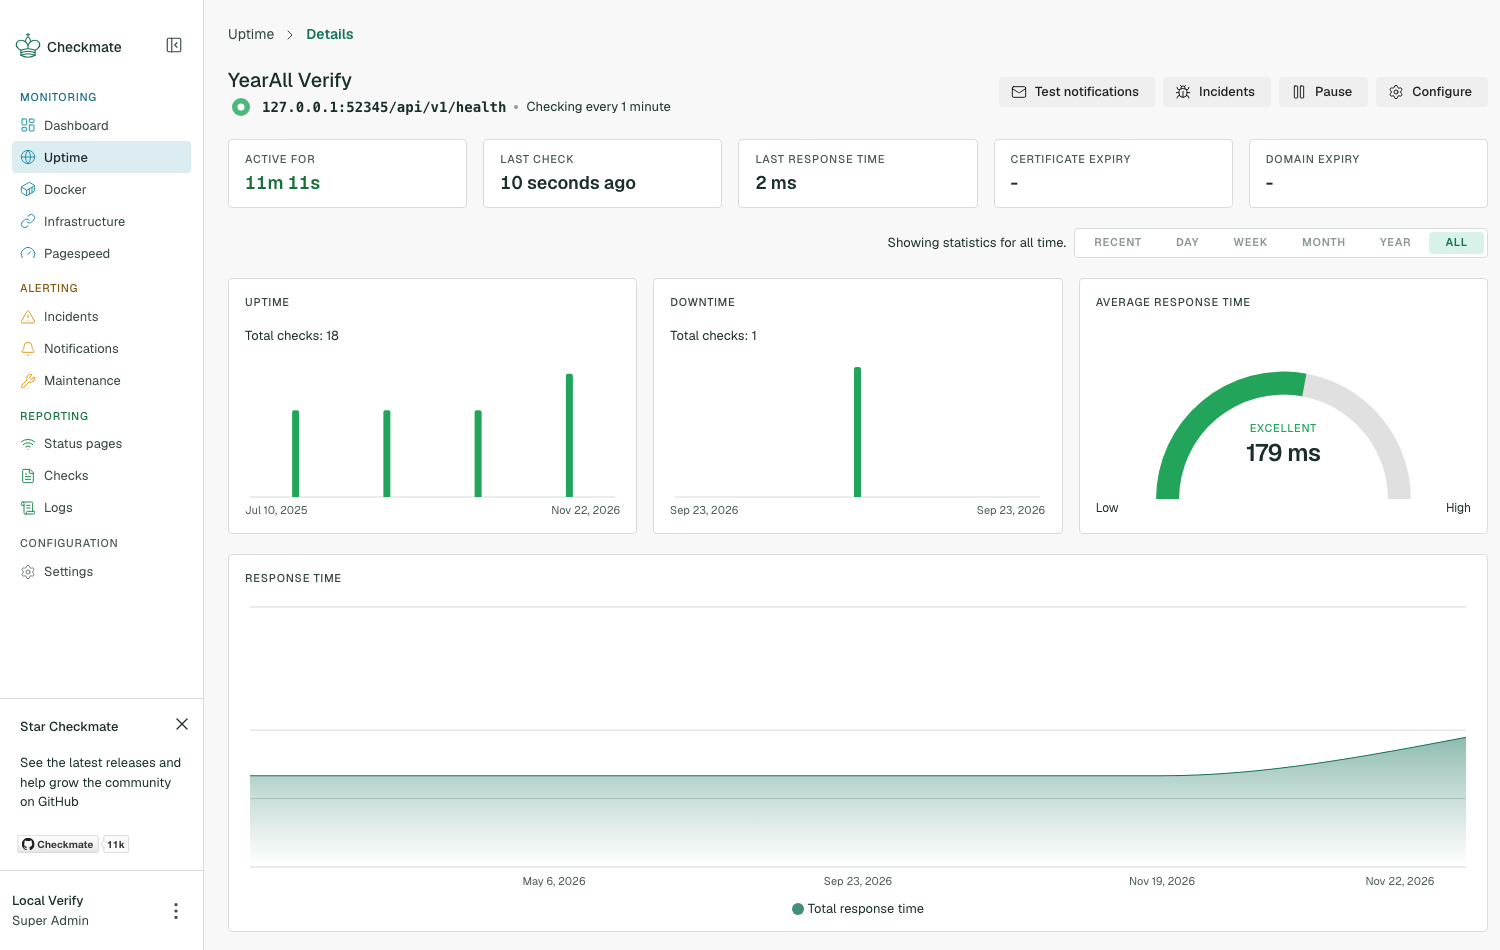 Checkmate
MONITORING
Dashboard
Uptime
Docker
Infrastructure
Pagespeed
ALERTING
Incidents
Notifications
Maintenance
REPORTING
Status pages
Checks
Logs
CONFIGURATION
Settings
Star Checkmate
See the latest releases and
help grow the community
on GitHub
Checkmate 11k
Local Verify
Super Admin
Uptime > Details
YearAll Verify
127.0.0.1:52345/api/v1/health • Checking every 1 minute
Test notifications Incidents Pause Configure
ACTIVE FOR
11m 11s
LAST CHECK
10 seconds ago
LAST RESPONSE TIME
2 ms
CERTIFICATE EXPIRY
-
DOMAIN EXPIRY
-
Showing statistics for all time. RECENT DAY WEEK MONTH YEAR ALL
UPTIME
Total checks: 18
Jul 10, 2025 Nov 22, 2026
DOWNTIME
Total checks: 1
Sep 23, 2026 Sep 23, 2026
AVERAGE RESPONSE TIME
EXCELLENT
179 ms
Low High
RESPONSE TIME
May 6, 2026 Sep 23, 2026 Nov 19, 2026 Nov 22, 2026
Total response time